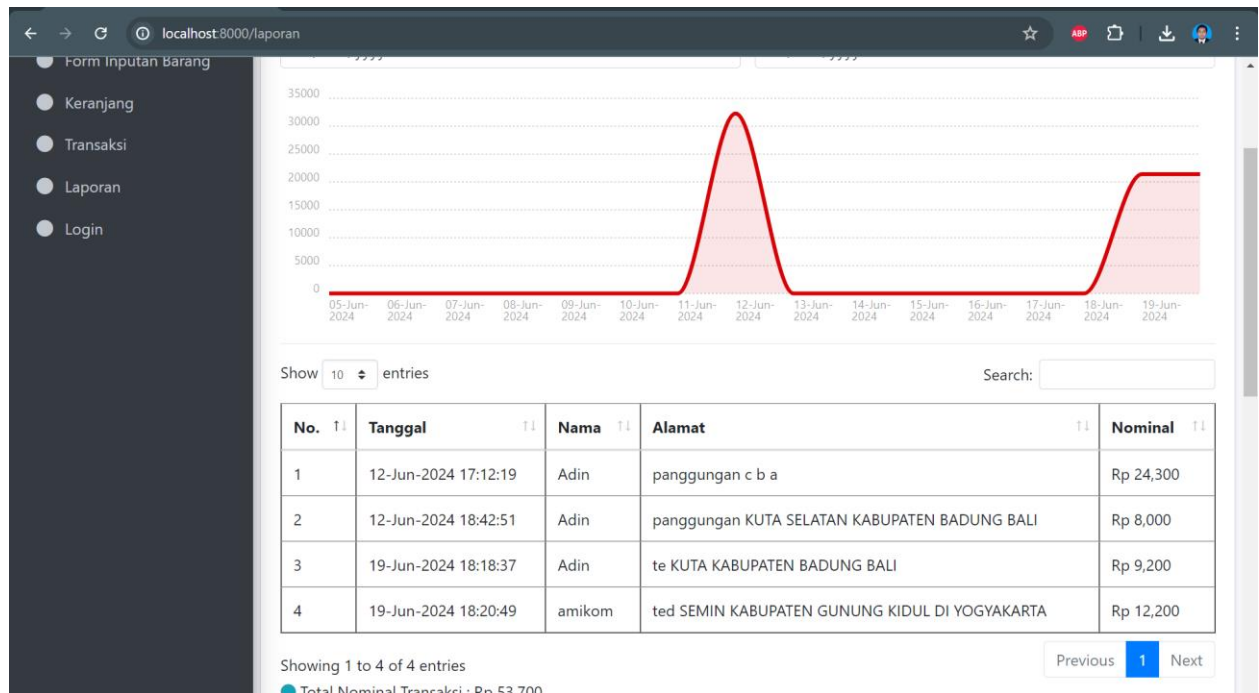 localhost:8000/laporan
ABP
Form Inputan Barang
Keranjang
Transaksi
Laporan
Login
35000
30000
25000
20000
15000
10000
5000
0
05-Jun-2024 06-Jun-2024 07-Jun-2024 08-Jun-2024 09-Jun-2024 10-Jun-2024 11-Jun-2024 12-Jun-2024 13-Jun-2024 14-Jun-2024 15-Jun-2024 16-Jun-2024 17-Jun-2024 18-Jun-2024 19-Jun-2024
Show 10 entries Search:
No. Tanggal Nama Alamat Nominal
1 12-Jun-2024 17:12:19 Adin panggungan c b a Rp 24,300
2 12-Jun-2024 18:42:51 Adin panggungan KUTA SELATAN KABUPATEN BADUNG BALI Rp 8,000
3 19-Jun-2024 18:18:37 Adin te KUTA KABUPATEN BADUNG BALI Rp 9,200
4 19-Jun-2024 18:20:49 amikom ted SEMIN KABUPATEN GUNUNG KIDUL DI YOGYAKARTA Rp 12,200
Showing 1 to 4 of 4 entries Previous 1 Next
Total Nominal Transaksi : Rp 53,700